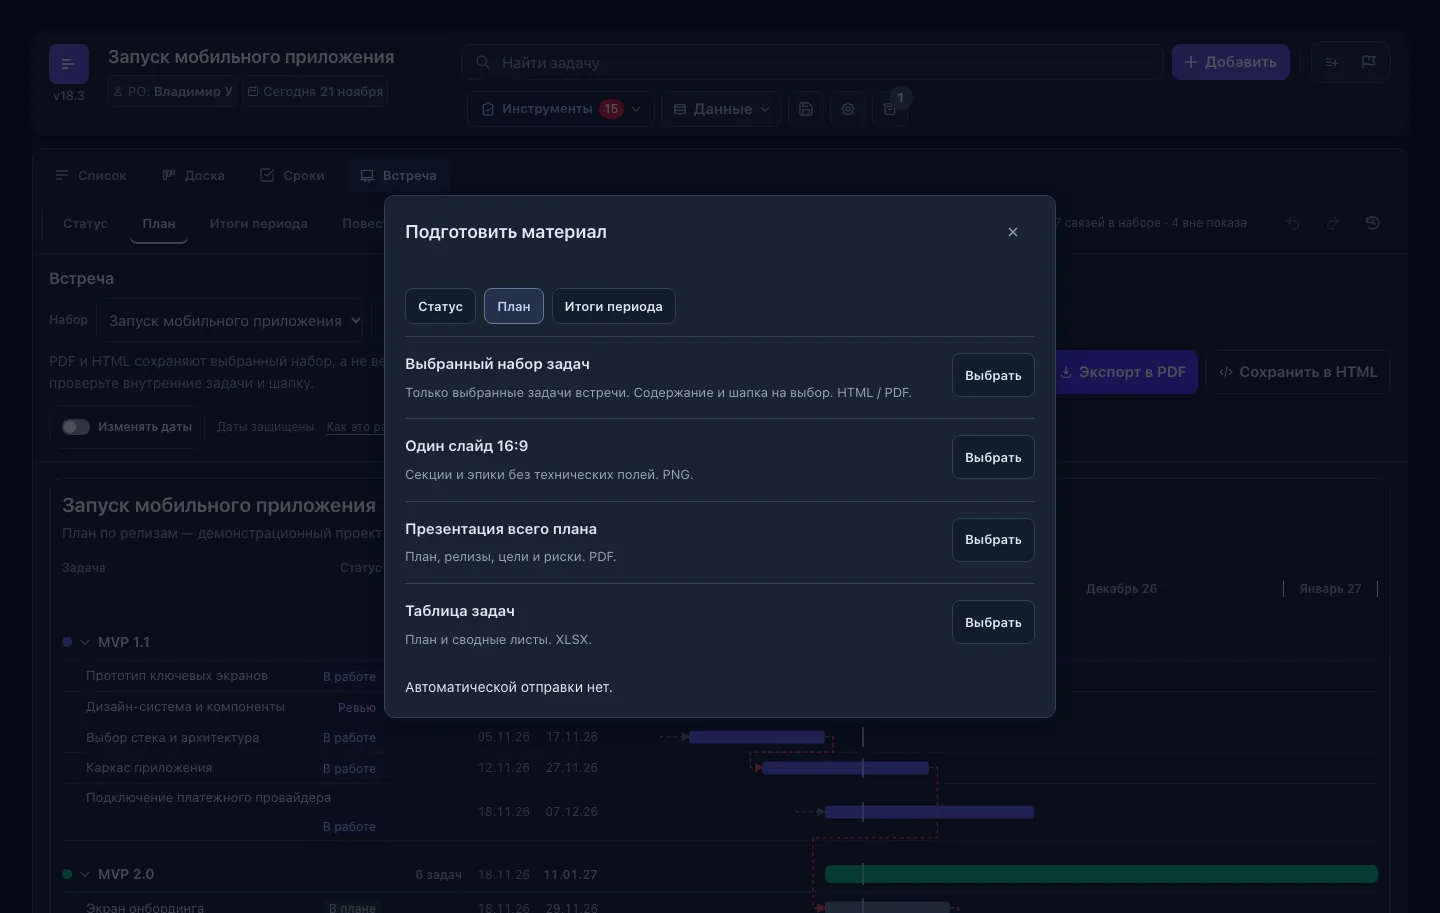 Запуск мобильного приложения
Найти задачу
Добавить
v18.3
PO: Владимир У
Сегодня 21 ноября
Инструменты 15
Данные
1
Список
Доска
Сроки
Встреча
Статус
План
Итоги периода
Повес
7 связей в наборе · 4 вне показа
Встреча
Набор
Запуск мобильного приложения
PDF и HTML сохраняют выбранный набор, а не ве
проверьте внутренние задачи и шапку.
Экспорт в PDF
Сохранить в HTML
Изменять даты
Даты защищены
Как это ра
Подготовить материал
Статус
План
Итоги периода
Выбранный набор задач
Только выбранные задачи встречи. Содержание и шапка на выбор. HTML / PDF.
Выбрать
Один слайд 16:9
Секции и эпики без технических полей. PNG.
Выбрать
Презентация всего плана
План, релизы, цели и риски. PDF.
Выбрать
Таблица задач
План и сводные листы. XLSX.
Выбрать
Автоматической отправки нет.
Запуск мобильного приложения
План по релизам — демонстрационный проект
Задача
Статус
Декабрь 26
Январь 27
MVP 1.1
Прототип ключевых экранов
В работе
Дизайн-система и компоненты
Ревью
Выбор стека и архитектура
В работе
05.11.26 17.11.26
Каркас приложения
В работе
12.11.26 27.11.26
Подключение платежного провайдера
В работе
18.11.26 07.12.26
MVP 2.0
6 задач
18.11.26 11.01.27
Экран онбординга
В плане
18.11.26 29.11.26